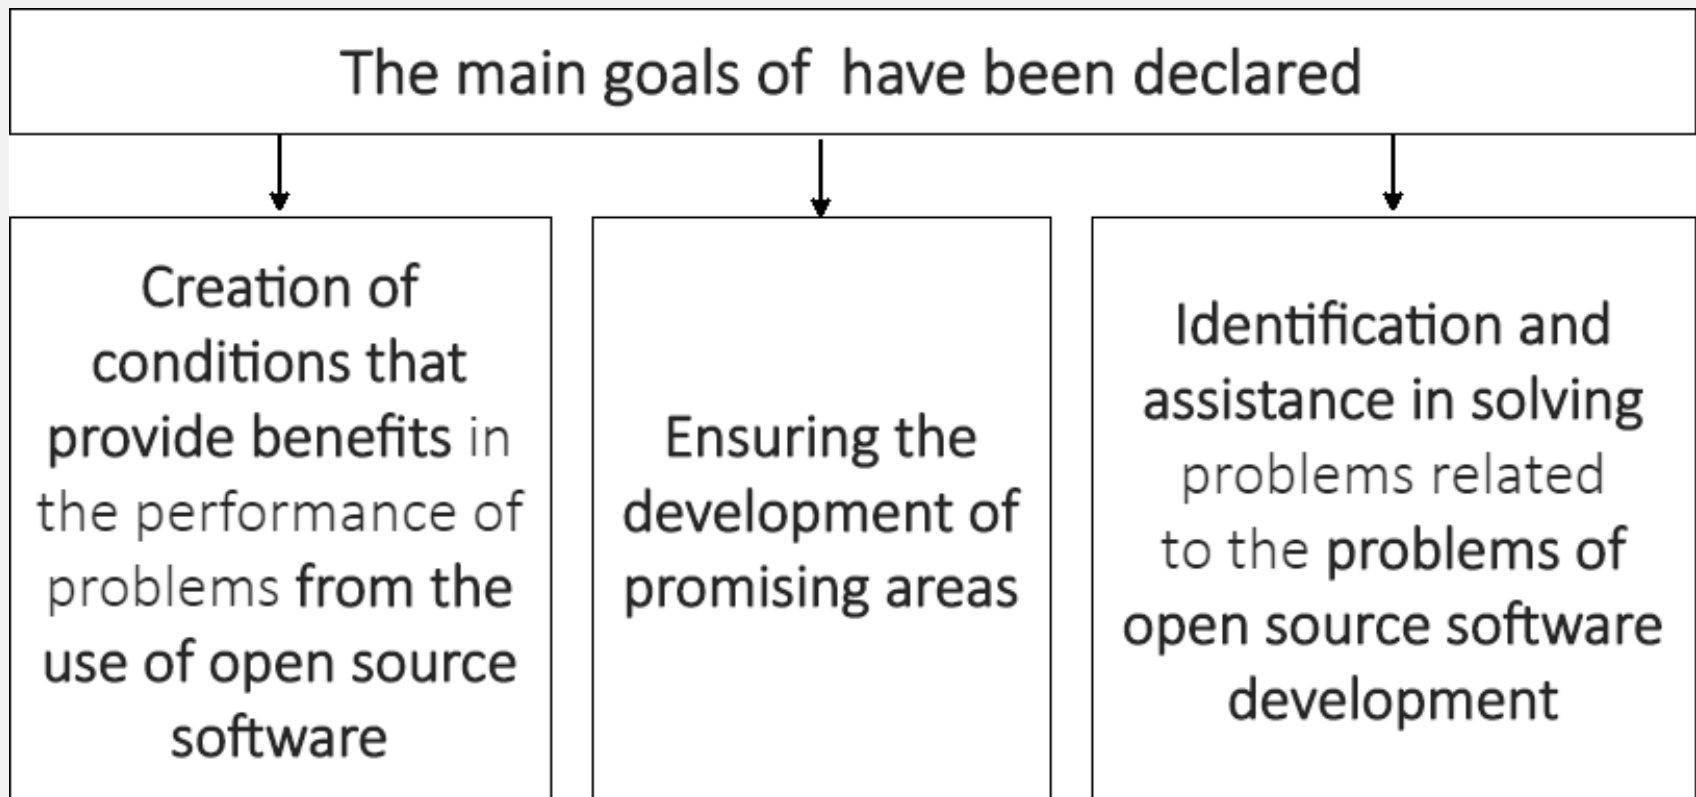 The main goals of  have been declared
Creation of
conditions that
provide benefits in
the performance of
problems from the
use of open source
software
Ensuring the
development of
promising areas
Identification and
assistance in solving
problems related
to the problems of
open source software
development